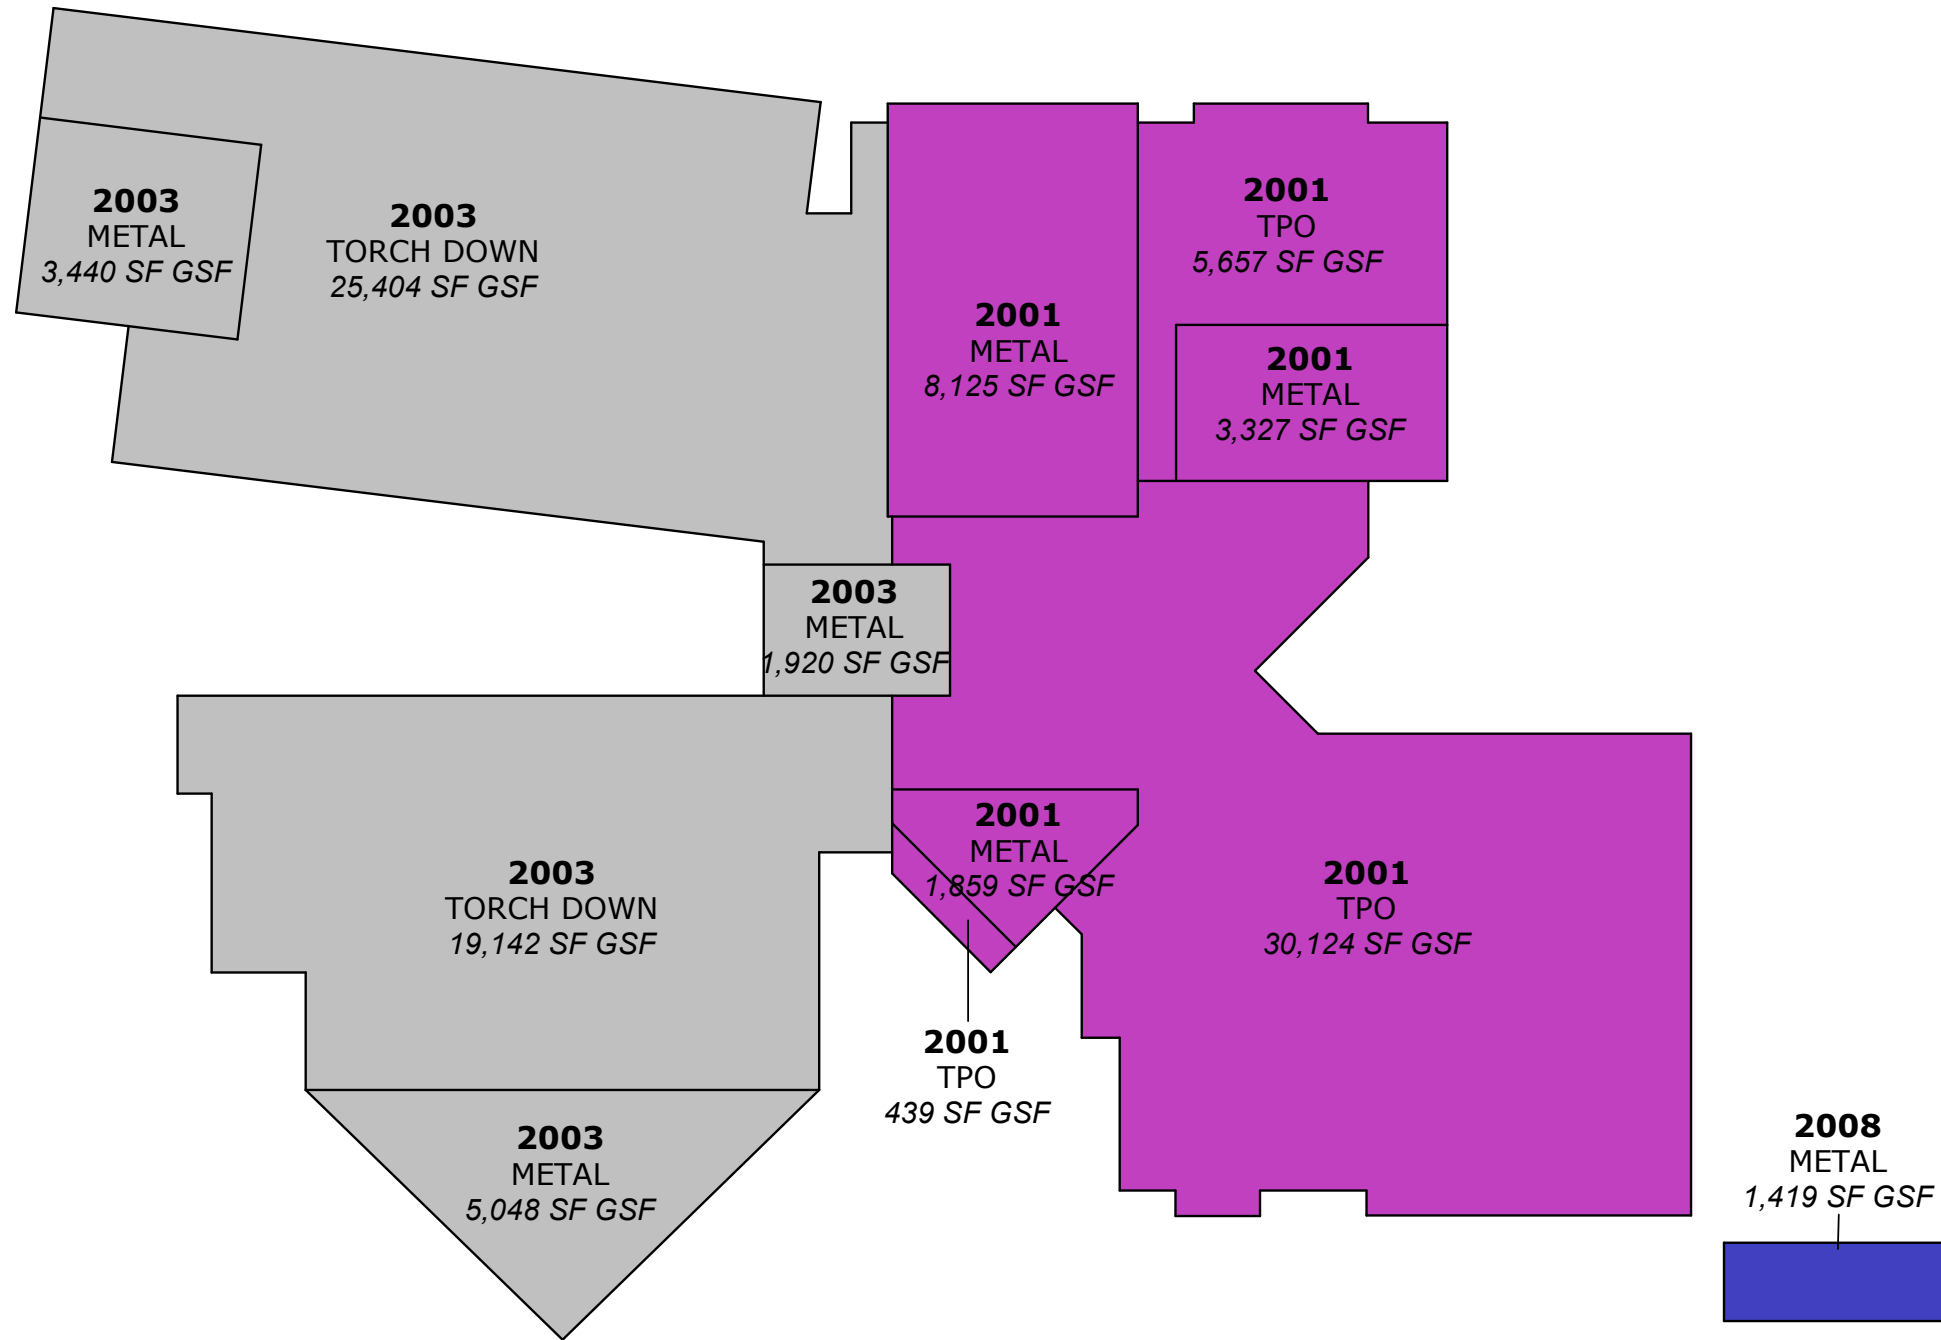 2003
METAL
3,440 SF GSF
2003
TORCH DOWN
25,404 SF GSF
2001
METAL
8,125 SF GSF
2001
TPO
5,657 SF GSF
2001
METAL
3,327 SF GSF
2003
METAL
1,920 SF GSF
2003
TORCH DOWN
19,142 SF GSF
2001
METAL
1,859 SF GSF
2001
TPO
30,124 SF GSF
2001
TPO
439 SF GSF
2003
METAL
5,048 SF GSF
2008
METAL
1,419 SF GSF